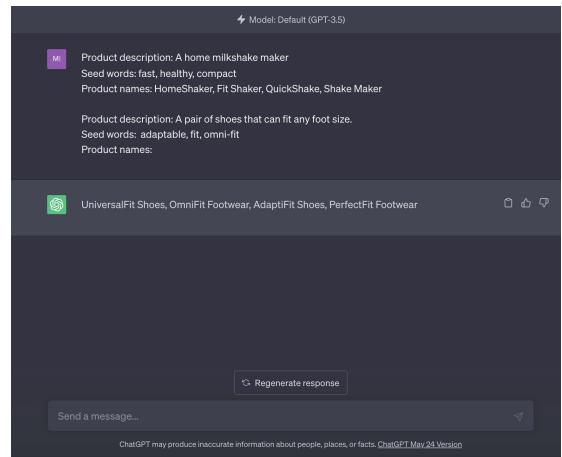 Model: Default (GPT-3.5)
MI
Product description: A home milkshake maker
Seed words: fast, healthy, compact
Product names: HomeShaker, Fit Shaker, QuickShake, Shake Maker
Product description: A pair of shoes that can fit any foot size.
Seed words: adaptable, fit, omni-fit
Product names:
UniversalFit Shoes, OmniFit Footwear, AdaptiFit Shoes, PerfectFit Footwear
Regenerate response
Send a message...
ChatGPT may produce inaccurate information about people, places, or facts. ChatGPT May 24 Version